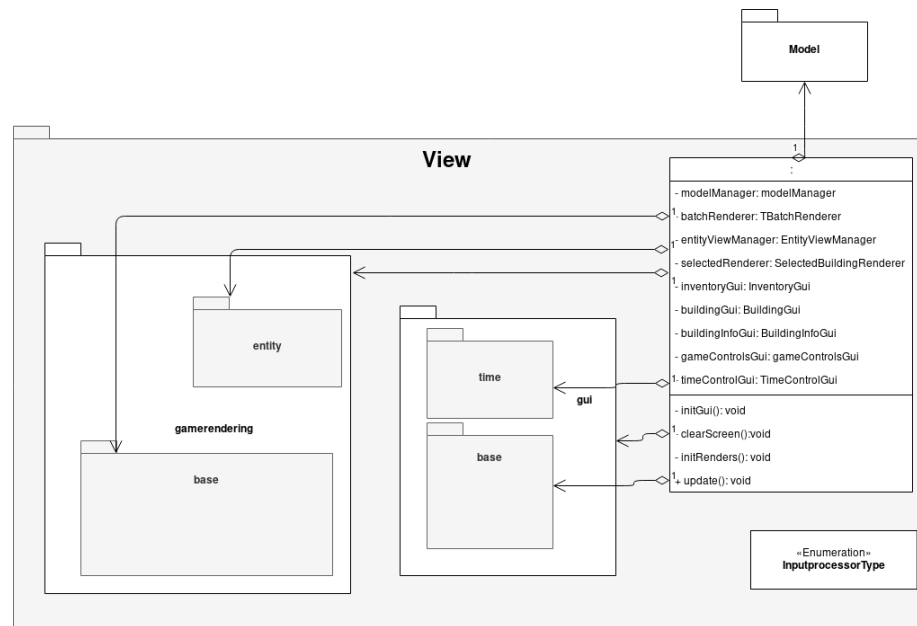 Model
View
1
:
- modelManager: modelManager
1
- batchRenderer: TBatchRenderer
1
- entityViewManager: EntityViewManager
- selectedRenderer: SelectedBuildingRenderer
1
- inventoryGui: InventoryGui
- buildingGui: BuildingGui
- buildingInfoGui: BuildingInfoGui
- gameControlsGui: gameControlsGui
1
- timeControlGui: TimeControlGui
- initGui(): void
1
- clearScreen():void
- initRenders(): void
1
+ update(): void
entity
gamerendering
base
time
gui
base
«Enumeration»
InputprocessorType